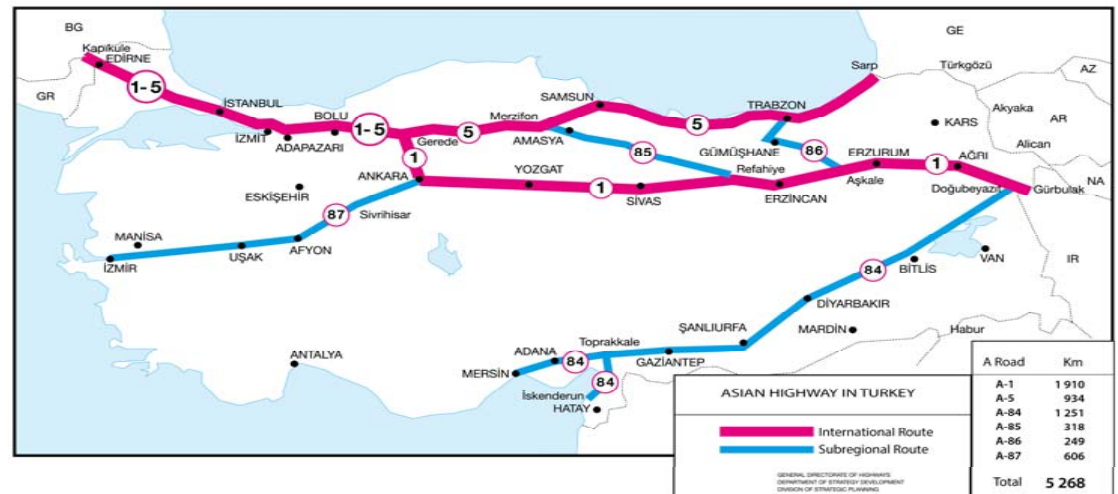 BG
GE
Kapıkule
EDİRNE
Sarp
Türkgözü
AZ
GR
1-5
İSTANBUL
SAMSUN
TRABZON
Akyaka
BOLU
Merzifon
KARS
AR
İZMİT
ADAPAZARI
1-5
Gerede
5
AMASYA
5
GÜMÜŞHANE
86
Alican
85
ERZURUM
1
AĞRI
NA
1
ANKARA
YOZGAT
Refahiye
Aşkale
Doğubeyazıt
Gürbulak
ESKİŞEHİR
1
SİVAS
ERZİNCAN
87
Sivrihisar
MANİSA
AFYON
UŞAK
İZMİR
VAN
IR
BİTLİS
84
DİYARBAKIR
ŞANLIURFA
MARDİN
Habur
Toprakkale
ANTALYA
ADANA
84
GAZİANTEP
MERSİN
84
İskenderun
HATAY
ASIAN HIGHWAY IN TURKEY
International Route
Subregional Route
GENERAL DIRECTORATE OF HIGHWAYS
DEPARTMENT OF STRATEGY DEVELOPMENT
DIVISION OF STRATEGIC PLANNING
A Road Km
A-1 1 910
A-5 934
A-84 1 251
A-85 318
A-86 249
A-87 606
Total 5 268